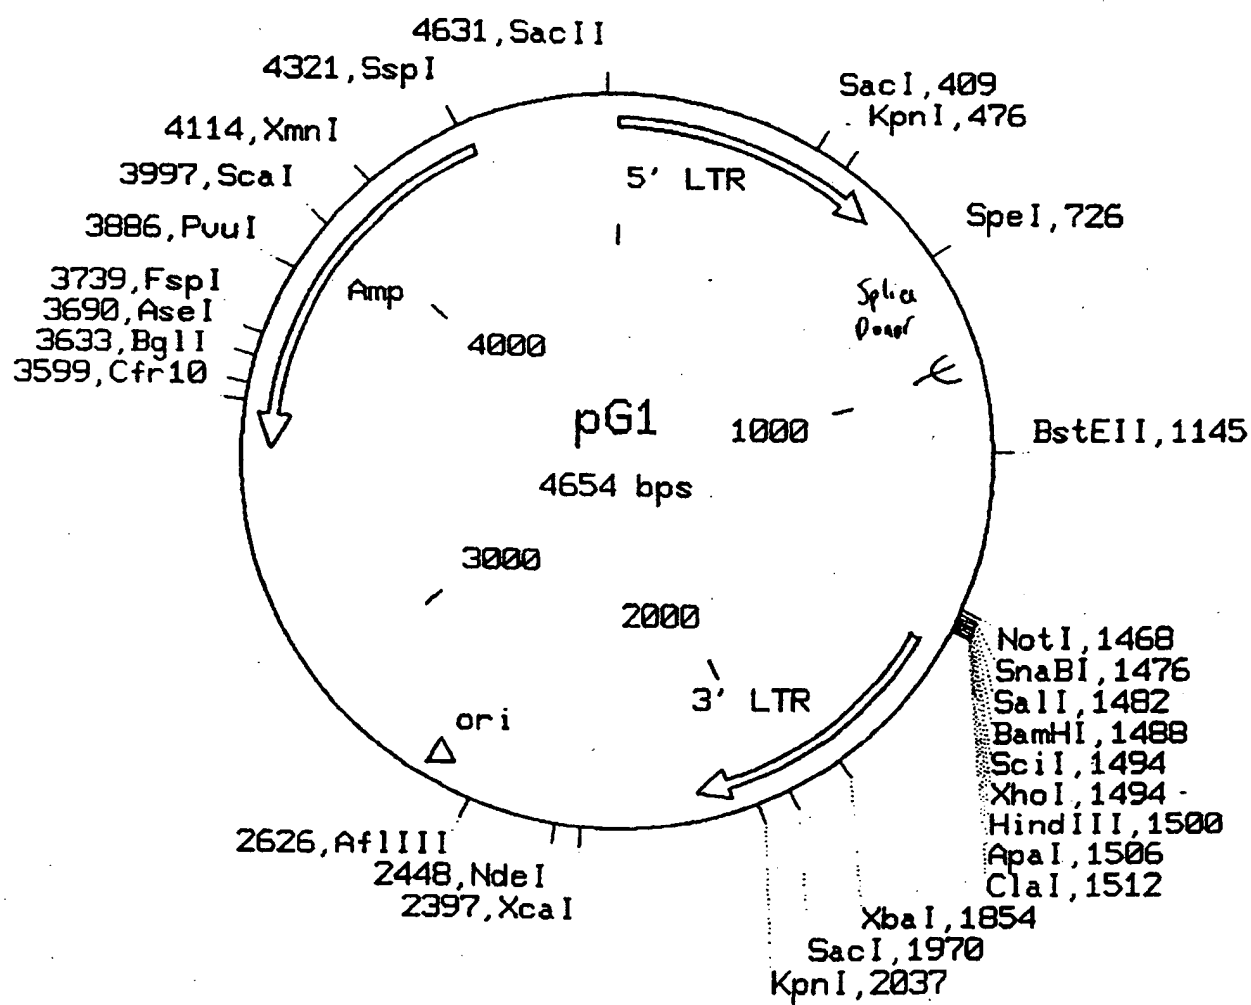 4631,SacII
4321,SspI
4114,XmnI
3997,ScaI
3886,PvuI
3739,FspI
3690,AseI
3633,BglI
3599,Cfr10
SacI,409
KpnI,476
5' LTR
SpeI,726
Splice
Donor
Amp
4000
pG1
4654 bps
1000
BstEII,1145
3000
2000
3' LTR
ori
NotI,1468
SnaBI,1476
SalI,1482
BamHI,1488
SciI,1494
XhoI,1494
HindIII,1500
ApaI,1506
ClaI,1512
XbaI,1854
SacI,1970
KpnI,2037
2626,AflIII
2448,NdeI
2397,XcaI